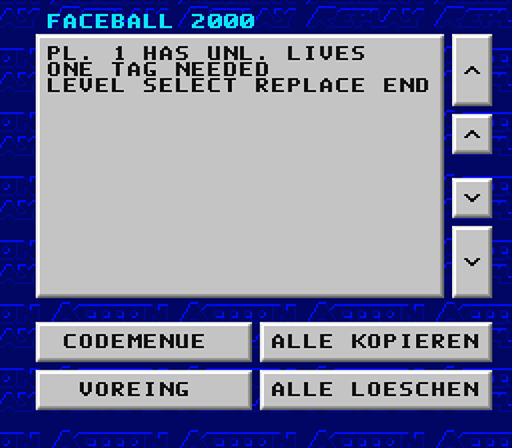 FACEBALL 2000
PL. 1 HAS UNL. LIVES
ONE TAG NEEDED
LEVEL SELECT REPLACE END
CODEMENUE
ALLE KOPIEREN
VOREING
ALLE LOESCHEN